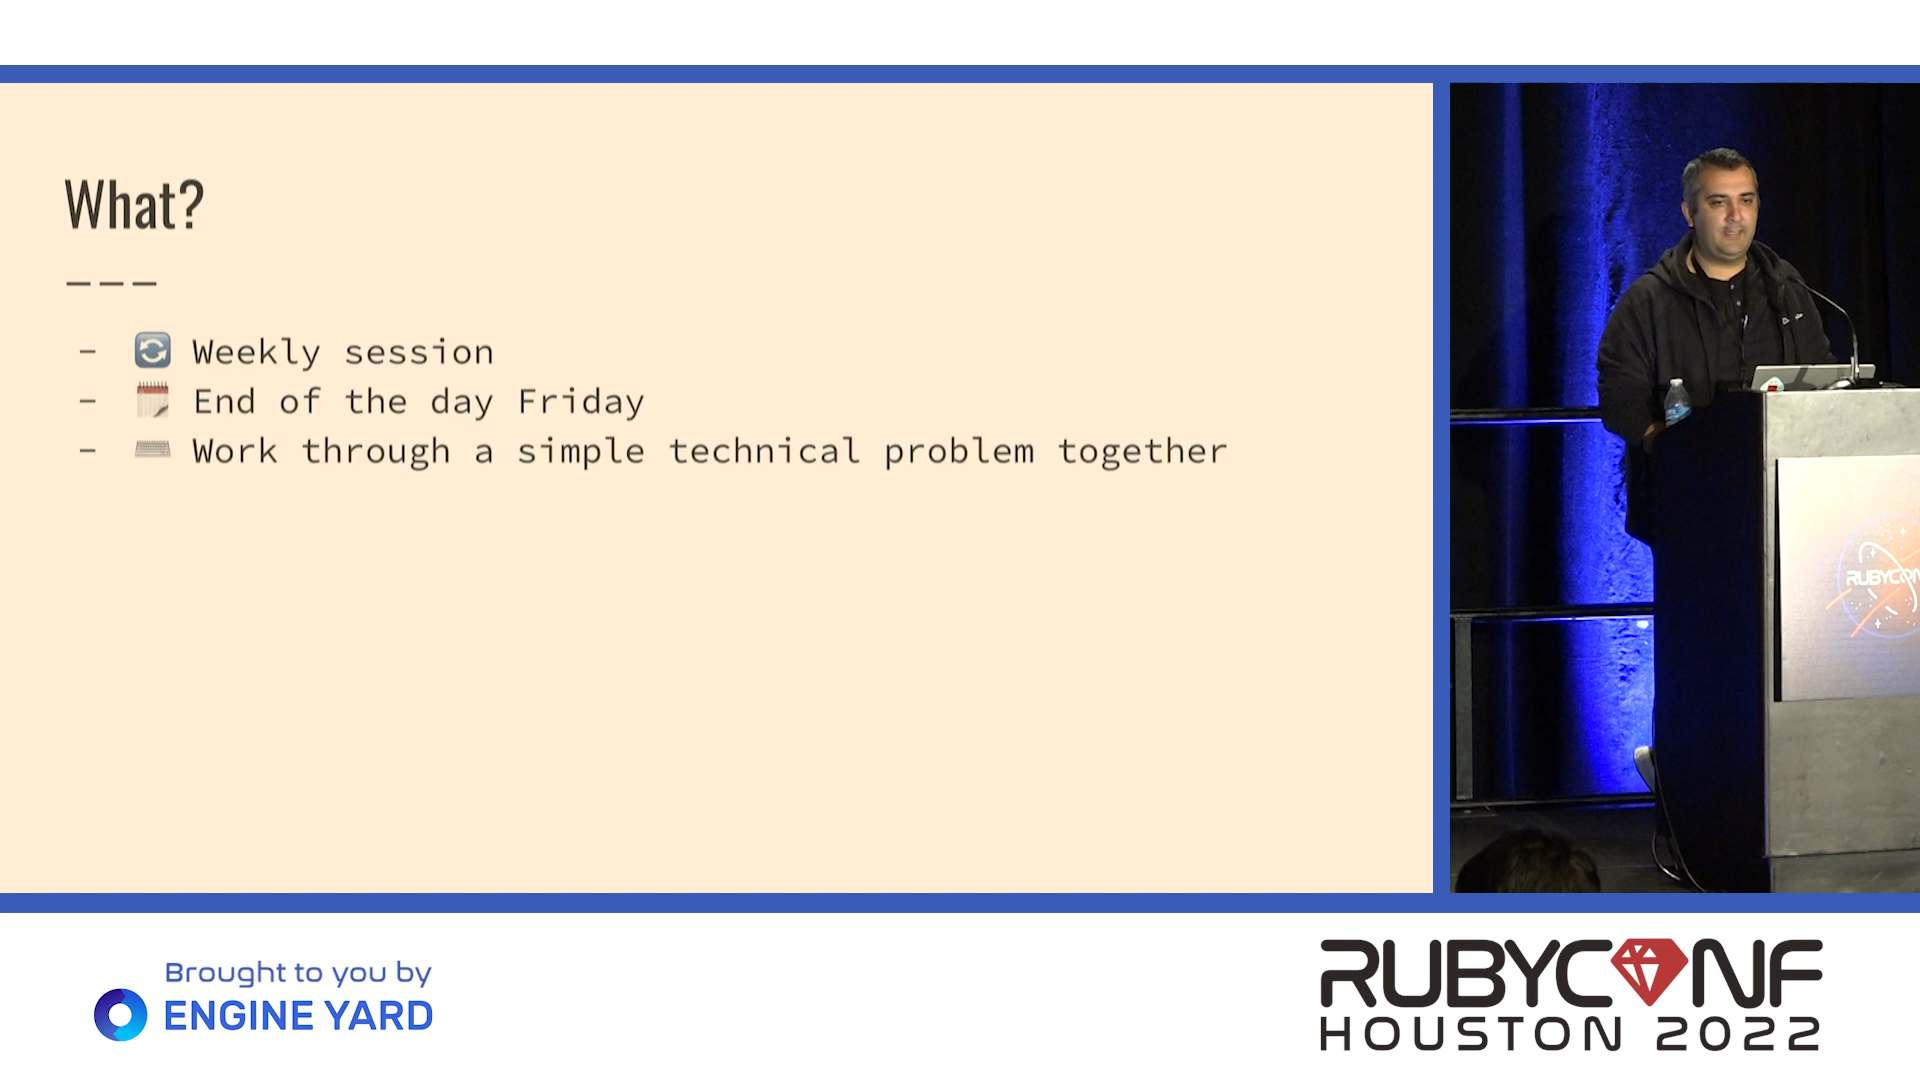 What?
---
- Weekly session
- End of the day Friday
- Work through a simple technical problem together
RUBYCON
Brought to you by
ENGINE YARD
RUBYCONF
HOUSTON 2022